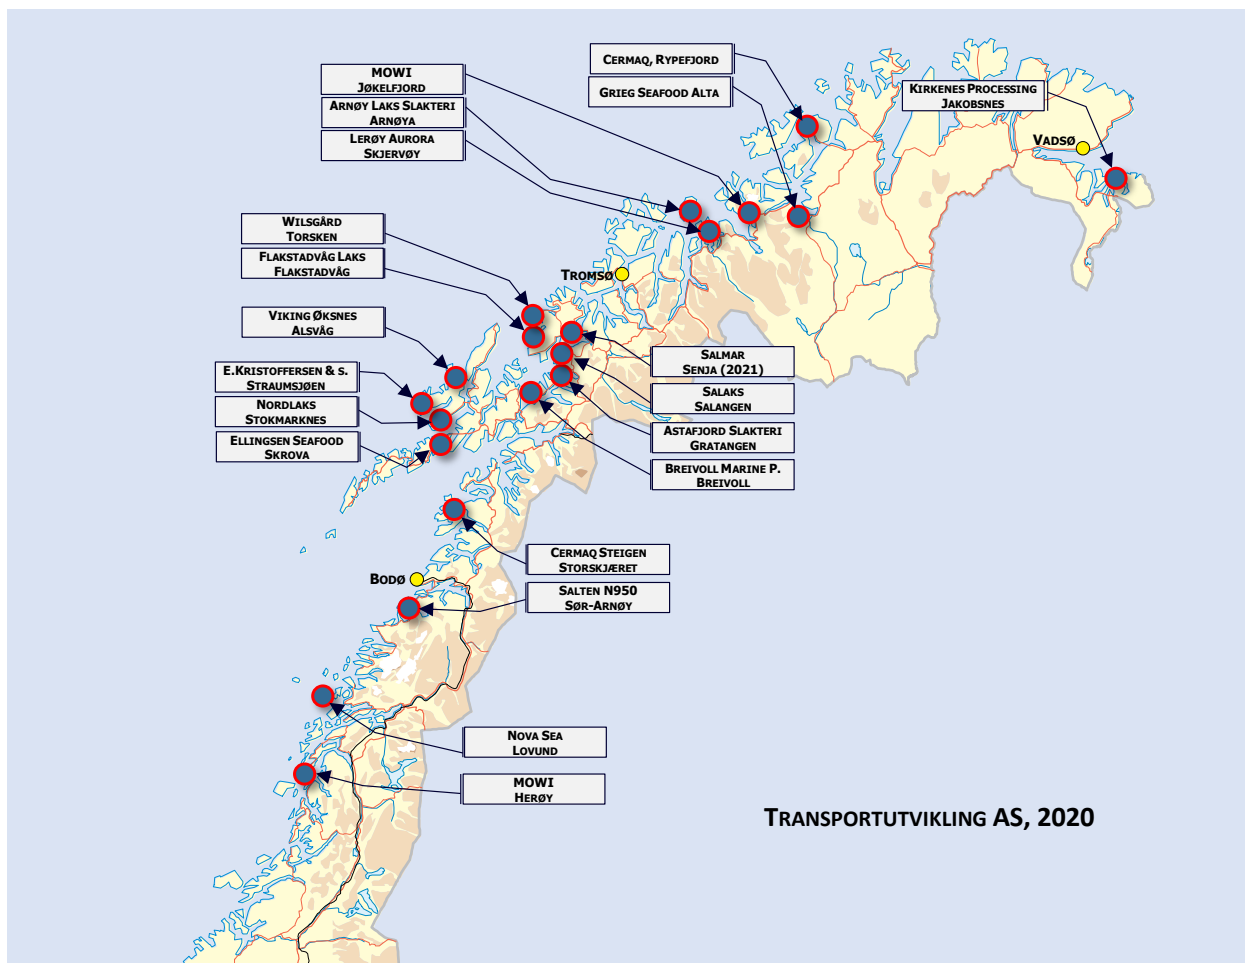 Cermaq, Rypefjord
Grieg Seafood Alta
MOWI
Jøkelfjord
Arnøy Laks Slakteri
Arnøya
Lerøy Aurora
Skjervøy
Kirkenes Processing
Jakobsnes
Vadsø
Wilsgård
Torsken
Flakstadvåg Laks
Flakstadvåg
Tromsø
Viking Øksnes
Alsvåg
E.Kristoffersen & s.
Straumsjøen
Nordlaks
Stokmarknes
Ellingsen Seafood
Skrova
Salmar
Senja (2021)
Salaks
Salangen
Astafjord Slakteri
Gratangen
Breivoll Marine P.
Breivoll
Cermaq Steigen
Storskjæret
Bodø
Salten N950
Sør-Arnøy
Nova Sea
Lovund
MOWI
Herøy
Transportutvikling AS, 2020